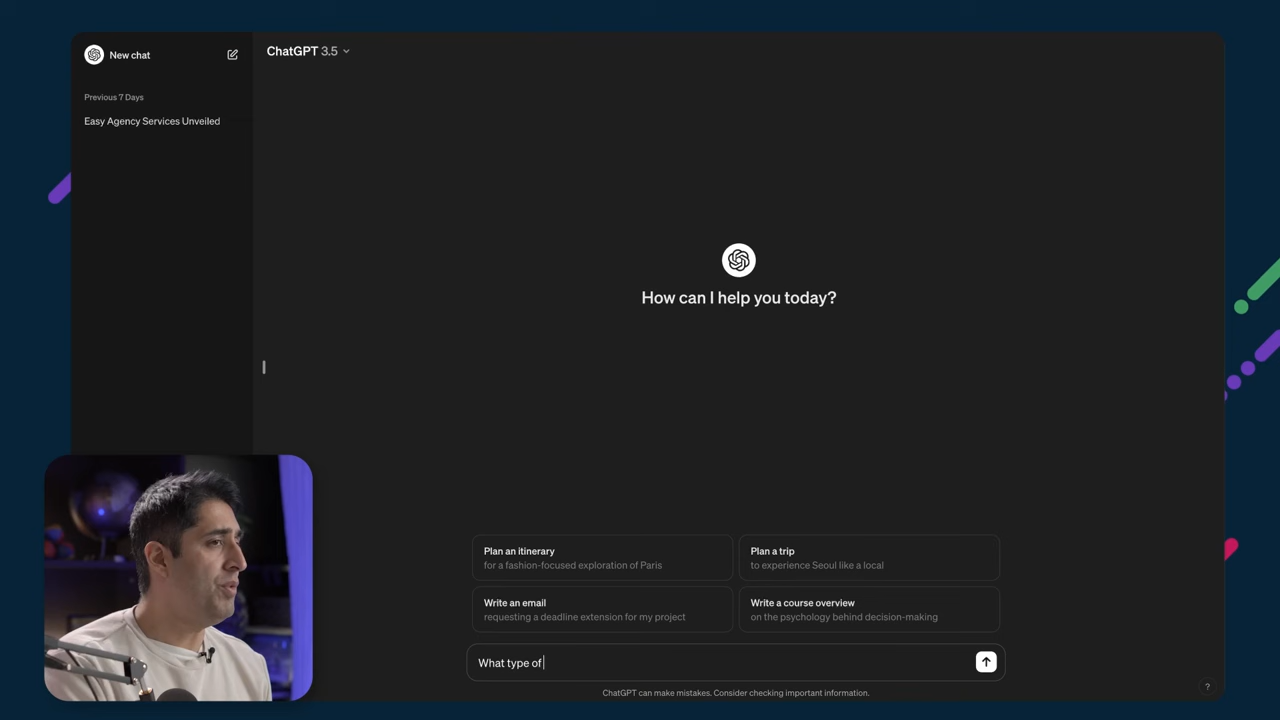 New chat
Previous 7 Days
Easy Agency Services Unveiled
ChatGPT 3.5
How can I help you today?
Plan an itinerary
for a fashion-focused exploration of Paris
Plan a trip
to experience Seoul like a local
Write an email
requesting a deadline extension for my project
Write a course overview
on the psychology behind decision-making
What type of
ChatGPT can make mistakes. Consider checking important information.
?